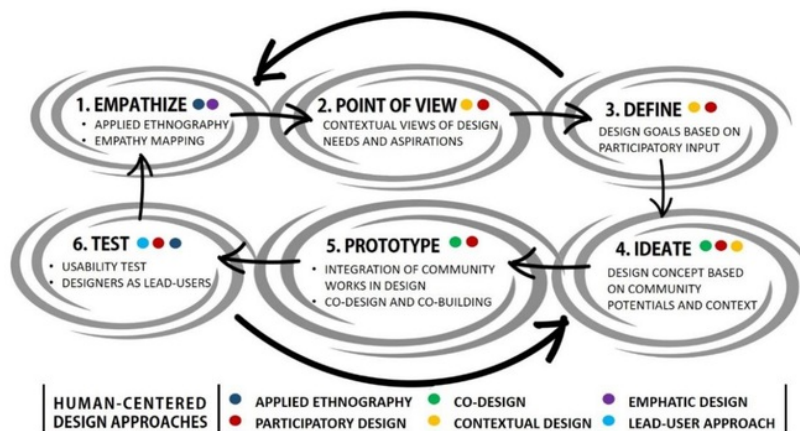 1. EMPATHIZE
• APPLIED ETHNOGRAPHY
• EMPATHY MAPPING
2. POINT OF VIEW
CONTEXTUAL VIEWS OF DESIGN
NEEDS AND ASPIRATIONS
3. DEFINE
DESIGN GOALS BASED ON
PARTICIPATORY INPUT
4. IDEATE
DESIGN CONCEPT BASED
ON COMMUNITY
POTENTIALS AND CONTEXT
5. PROTOTYPE
• INTEGRATION OF COMMUNITY
WORKS IN DESIGN
• CO-DESIGN AND CO-BUILDING
6. TEST
• USABILITY TEST
• DESIGNERS AS LEAD-USERS
HUMAN-CENTERED
DESIGN APPROACHES
APPLIED ETHNOGRAPHY
PARTICIPATORY DESIGN
CO-DESIGN
CONTEXTUAL DESIGN
EMPHATIC DESIGN
LEAD-USER APPROACH